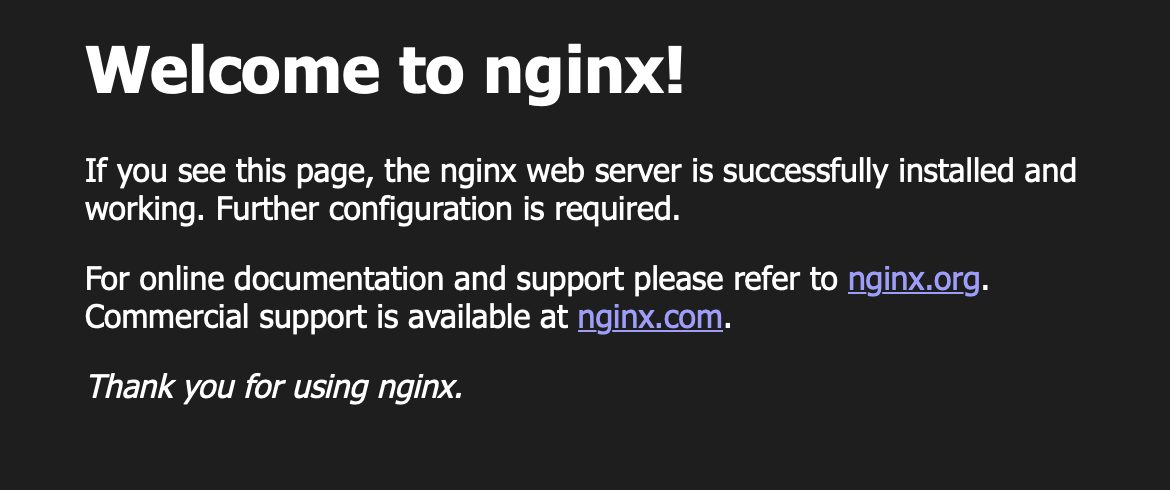 Welcome to nginx!
If you see this page, the nginx web server is successfully installed and
working. Further configuration is required.
For online documentation and support please refer to nginx.org.
Commercial support is available at nginx.com.
Thank you for using nginx.